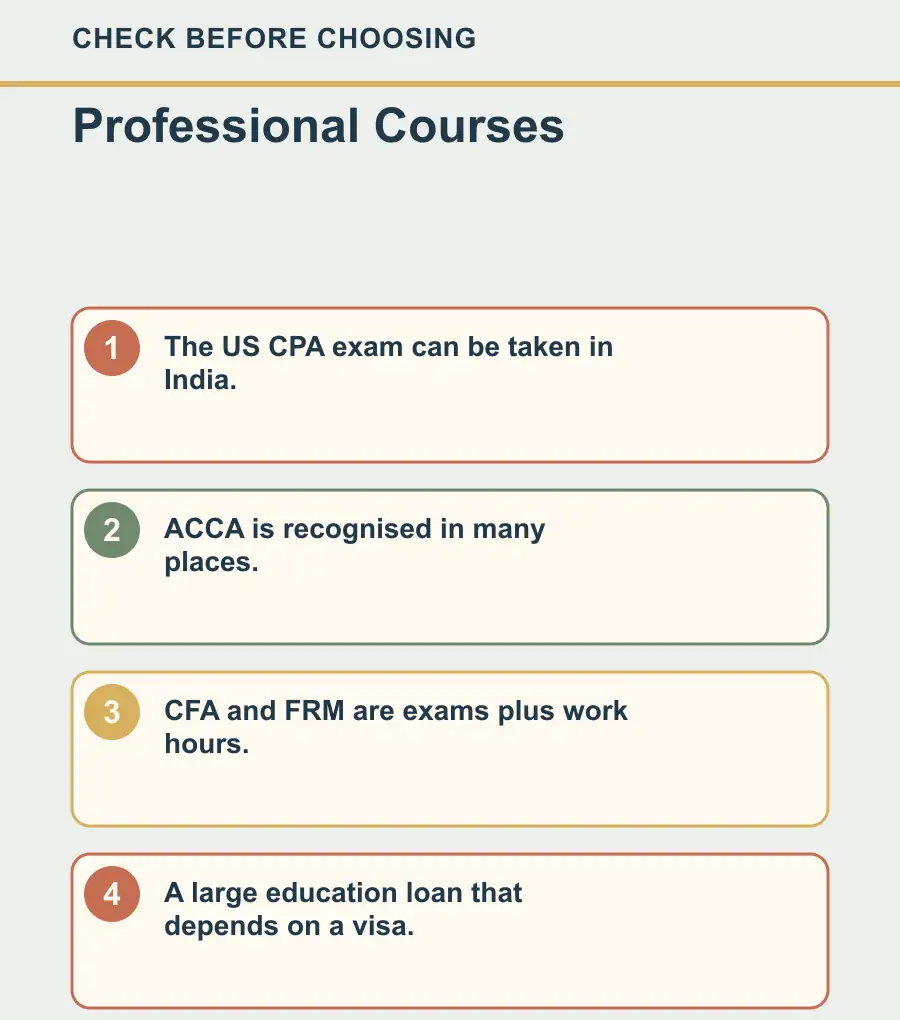 CHECK BEFORE CHOOSING
Professional Courses
1
The US CPA exam can be taken in
India.
2
ACCA is recognised in many
places.
3
CFA and FRM are exams plus work
hours.
4
A large education loan that
depends on a visa.